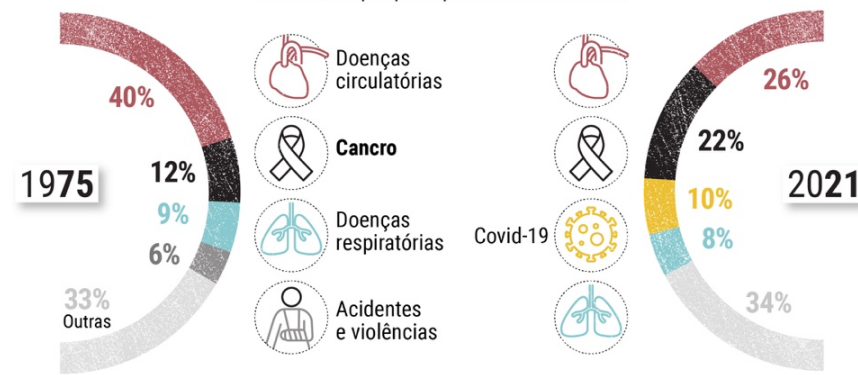 1975
40%
12%
9%
6%
33%
Outras
Doenças
circulatórias
Cancro
Doenças
respiratórias
Acidentes
e violências
Covid-19
26%
22%
10%
8%
34%
2021